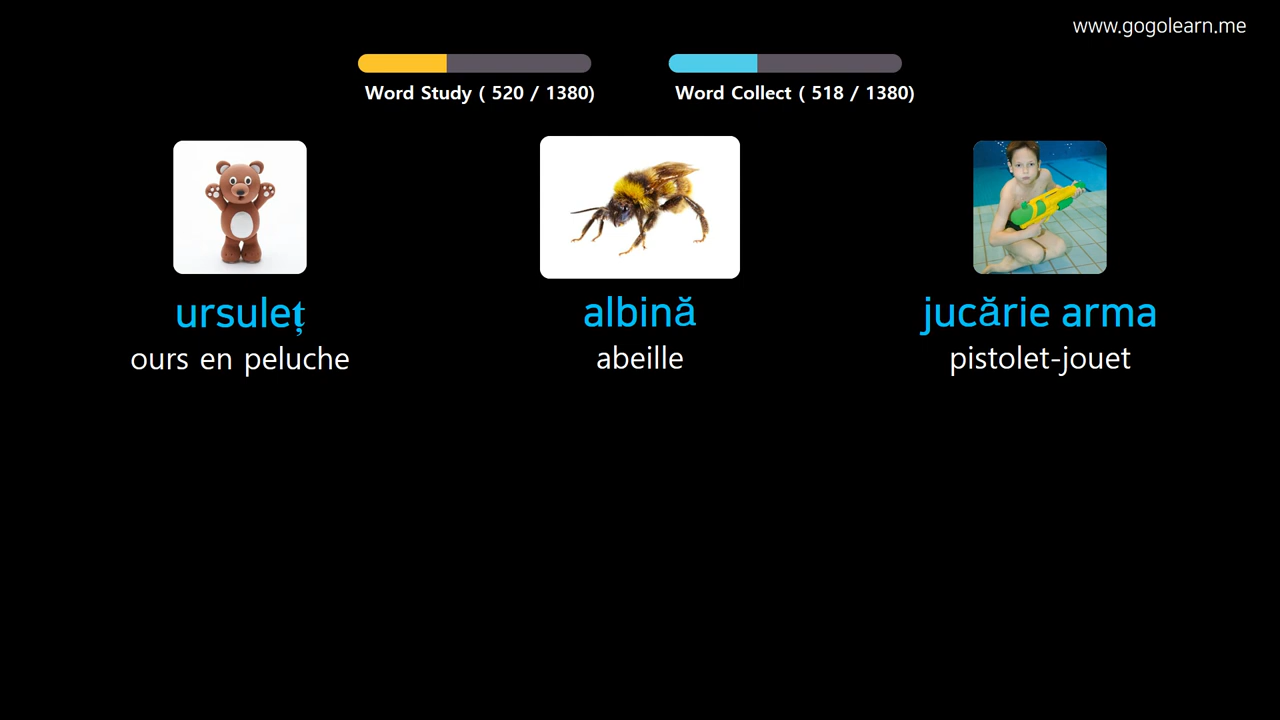 www.gogolearn.me
Word Study ( 520 / 1380)
Word Collect ( 518 / 1380)
ursuleț
ours en peluche
albină
abeille
jucărie arma
pistolet-jouet